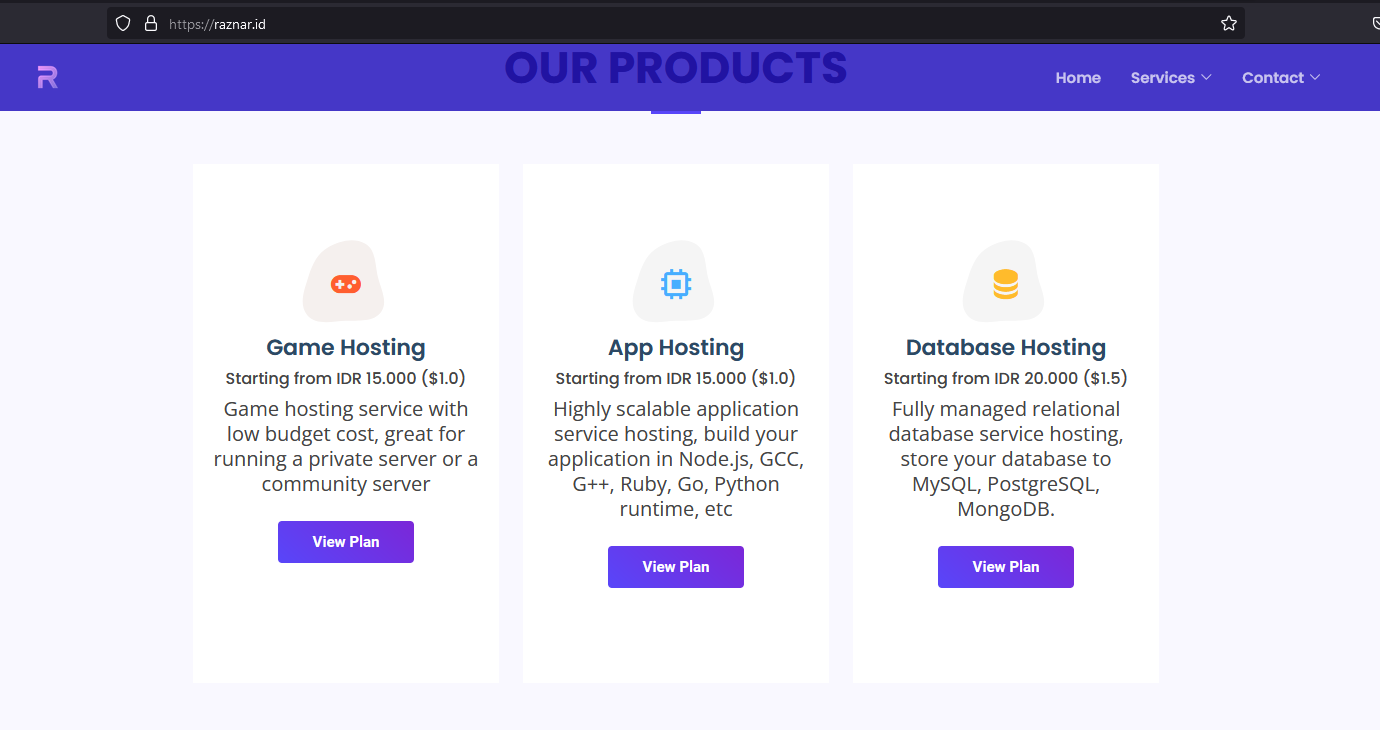 https://raznar.id
R
OUR PRODUCTS
Home
Services
Contact
Game Hosting
Starting from IDR 15.000 ($1.0)
Game hosting service with
low budget cost, great for
running a private server or a
community server
View Plan
App Hosting
Starting from IDR 15.000 ($1.0)
Highly scalable application
service hosting, build your
application in Node.js, GCC,
G++, Ruby, Go, Python
runtime, etc
View Plan
Database Hosting
Starting from IDR 20.000 ($1.5)
Fully managed relational
database service hosting,
store your database to
MySQL, PostgreSQL,
MongoDB.
View Plan